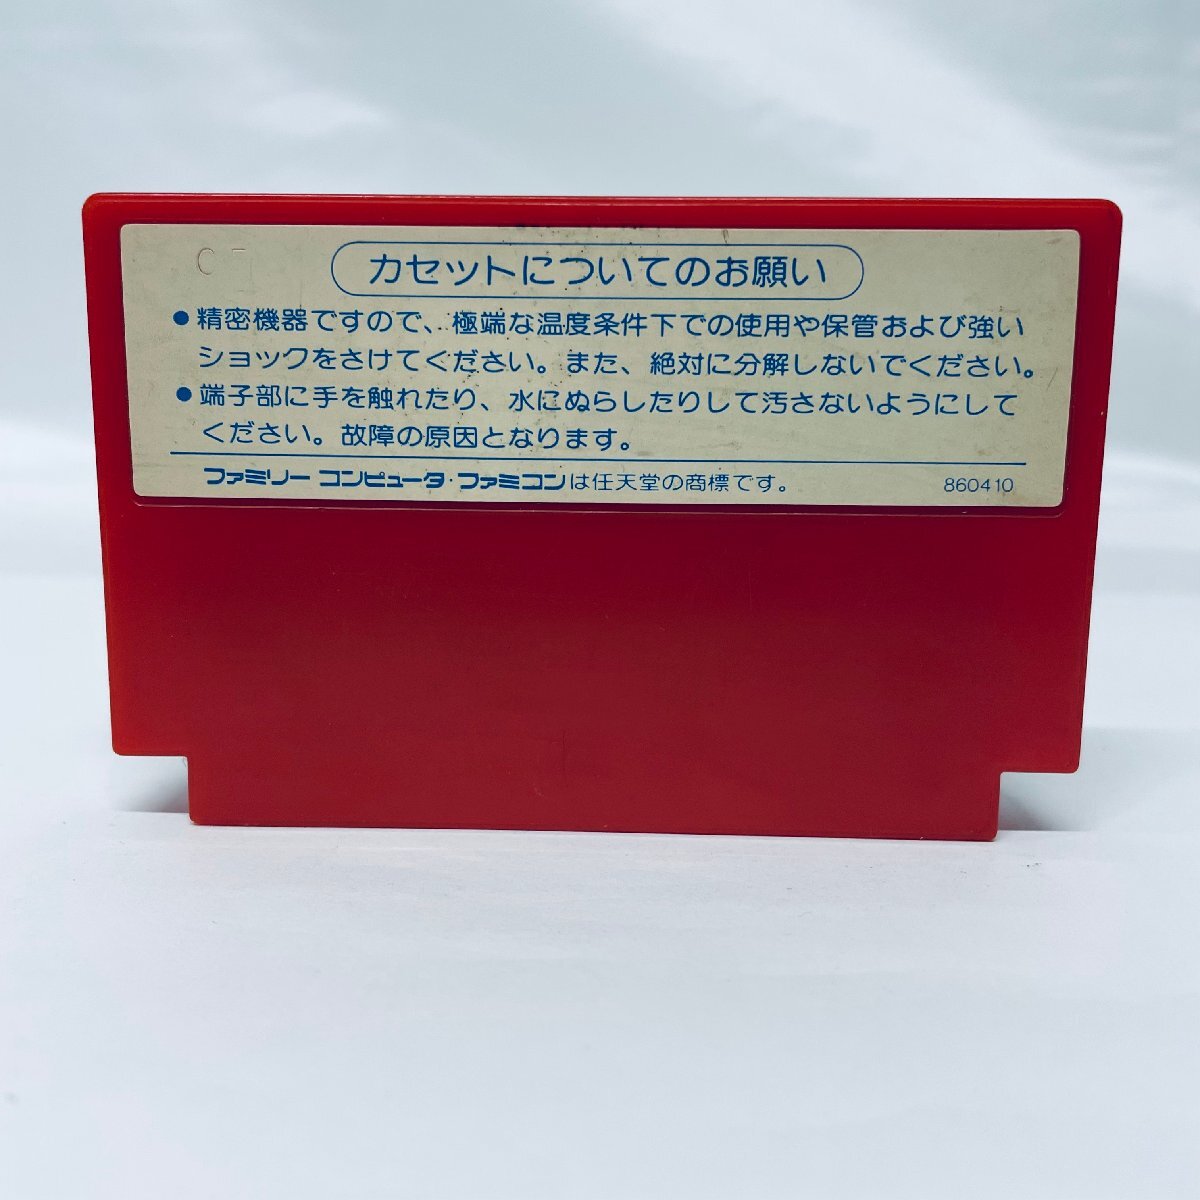 カセットについてのお願い
●精密機器ですので、極端な温度条件下での使用や保管および強い
ショックをさけてください。また、絶対に分解しないでください。
●端子部に手を触れたり、水にぬらしたりして汚さないようにして
ください。故障の原因となります。
ファミリー コンピュータ・ファミコンは任天堂の商標です。 860410